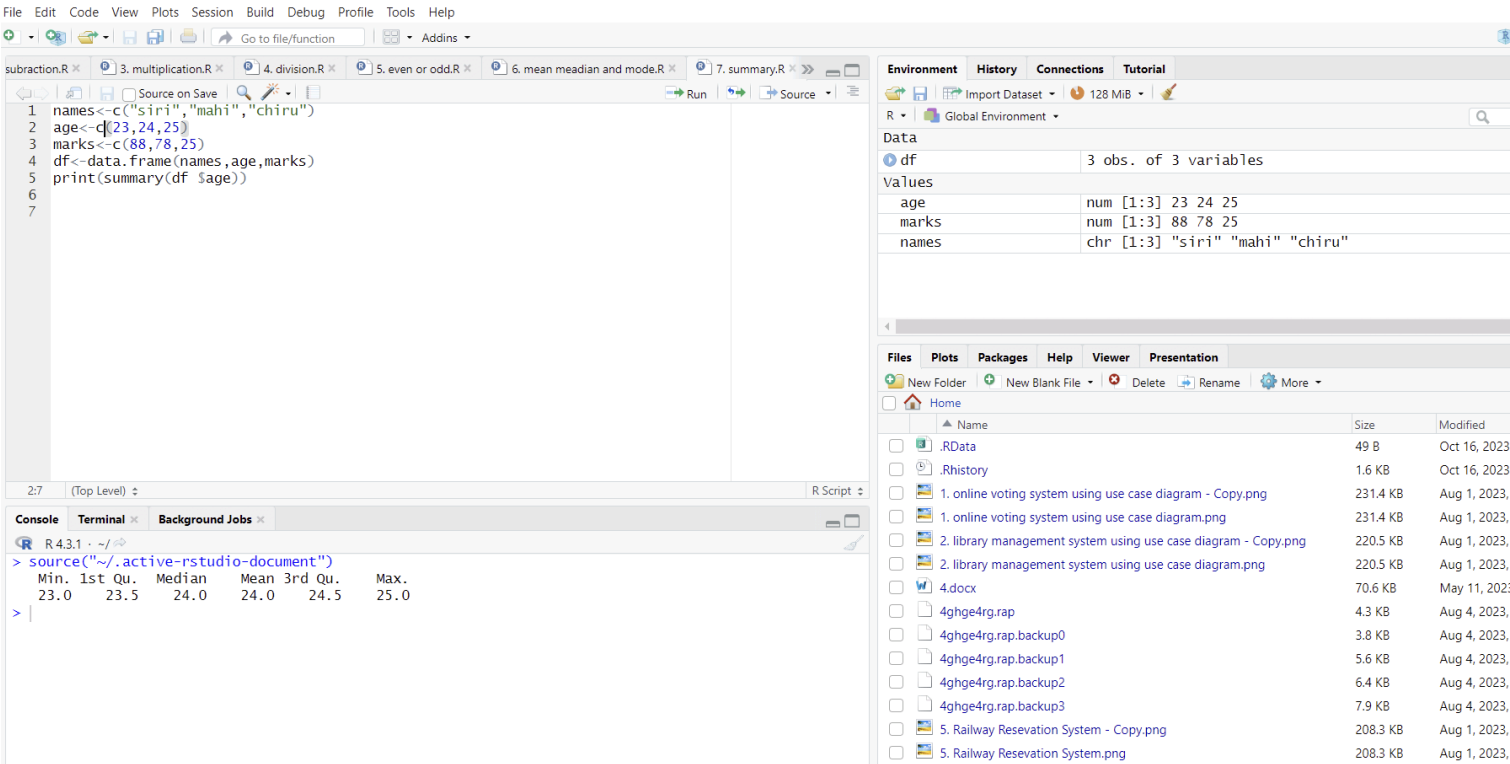 File Edit Code View Plots Session Build Debug Profile Tools Help
Go to file/function Addins
subraction.R 3. multiplication.R 4. division.R 5. even or odd.R 6. mean meadian and mode.R 7. summary.R
Source on Save Run Source
1 names<-c("siri","mahi","chiru")
2 age<-c(23,24,25)
3 marks<-c(88,78,25)
4 df<-data.frame(names,age,marks)
5 print(summary(df $age))
6
7
2:7 (Top Level) R Script
Console Terminal Background Jobs
R 4.3.1 · ~/
> source("~/.active-rstudio-document")
Min. 1st Qu. Median Mean 3rd Qu. Max.
23.0 23.5 24.0 24.0 24.5 25.0
>
Environment History Connections Tutorial
Import Dataset 128 MiB
R Global Environment
Data
df 3 obs. of 3 variables
Values
age num [1:3] 23 24 25
marks num [1:3] 88 78 25
names chr [1:3] "siri" "mahi" "chiru"
Files Plots Packages Help Viewer Presentation
New Folder New Blank File Delete Rename More
Home
Name Size Modified
.RData 49 B Oct 16, 2023
.Rhistory 1.6 KB Oct 16, 2023
1. online voting system using use case diagram - Copy.png 231.4 KB Aug 1, 2023,
1. online voting system using use case diagram.png 231.4 KB Aug 1, 2023,
2. library management system using use case diagram - Copy.png 220.5 KB Aug 1, 2023,
2. library management system using use case diagram.png 220.5 KB Aug 1, 2023,
4.docx 70.6 KB May 11, 202
4ghge4rg.rap 4.3 KB Aug 4, 2023,
4ghge4rg.rap.backup0 3.8 KB Aug 4, 2023,
4ghge4rg.rap.backup1 5.6 KB Aug 4, 2023,
4ghge4rg.rap.backup2 6.4 KB Aug 4, 2023,
4ghge4rg.rap.backup3 7.9 KB Aug 4, 2023,
5. Railway Resevation System - Copy.png 208.3 KB Aug 1, 2023,
5. Railway Resevation System.png 208.3 KB Aug 1, 2023,